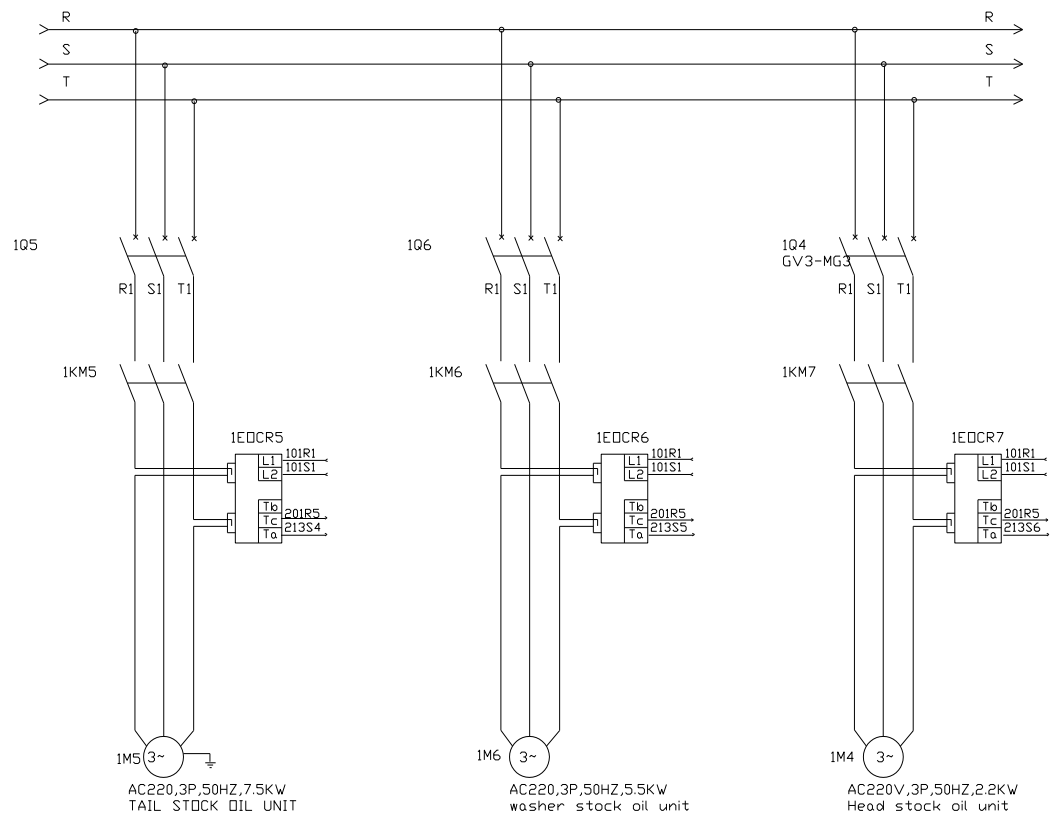 R R
S S
T T
1Q5 1Q6 1Q4
GV3-MG3
R1 S1 T1 R1 S1 T1 R1 S1 T1
1KM5 1KM6 1KM7
1EOCR5 1EOCR6 1EOCR7
L1 101R1 L1 101R1 L1 101R1
L2 101S1 L2 101S1 L2 101S1
Tb Tb Tb
Tc 201R5 Tc 201R5 Tc 201R5
Ta 213S4 Ta 213S5 Ta 213S6
1M5 3~ 1M6 3~ 1M4 3~
AC220,3P,50HZ,7.5KW AC220,3P,50HZ,5.5KW AC220V,3P,50HZ,2.2KW
TAIL STOCK OIL UNIT washer stock oil unit Head stock oil unit